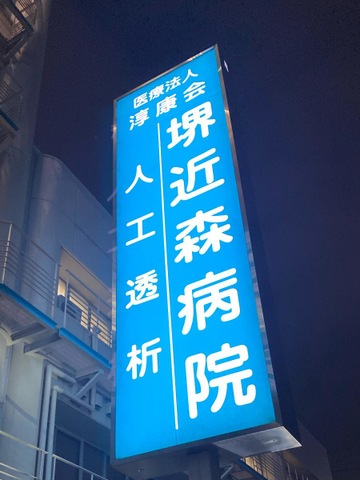 医療法人
淳康会
堺近森病院
人工透析